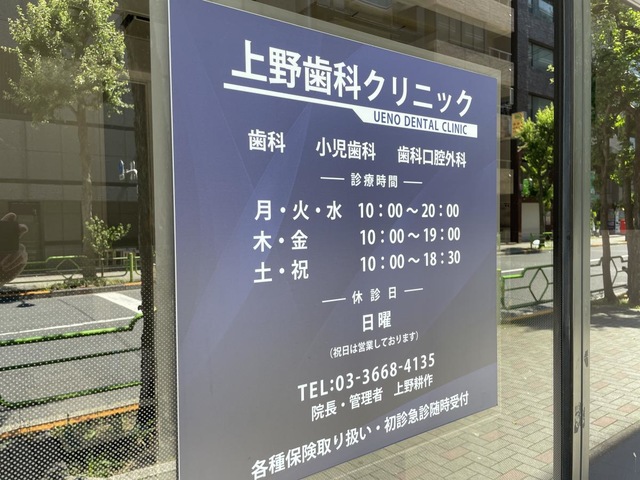 上野歯科クリニック
UENO DENTAL CLINIC
歯科 小児歯科 歯科口腔外科
診療時間
月・火・水 10：00～20：00
木・金 10：00～19：00
土・祝 10：00～18：30
休診日
日曜
(祝日は営業しております)
TEL:03-3668-4135
院長・管理者 上野耕作
各種保険取り扱い・初診急診随時受付